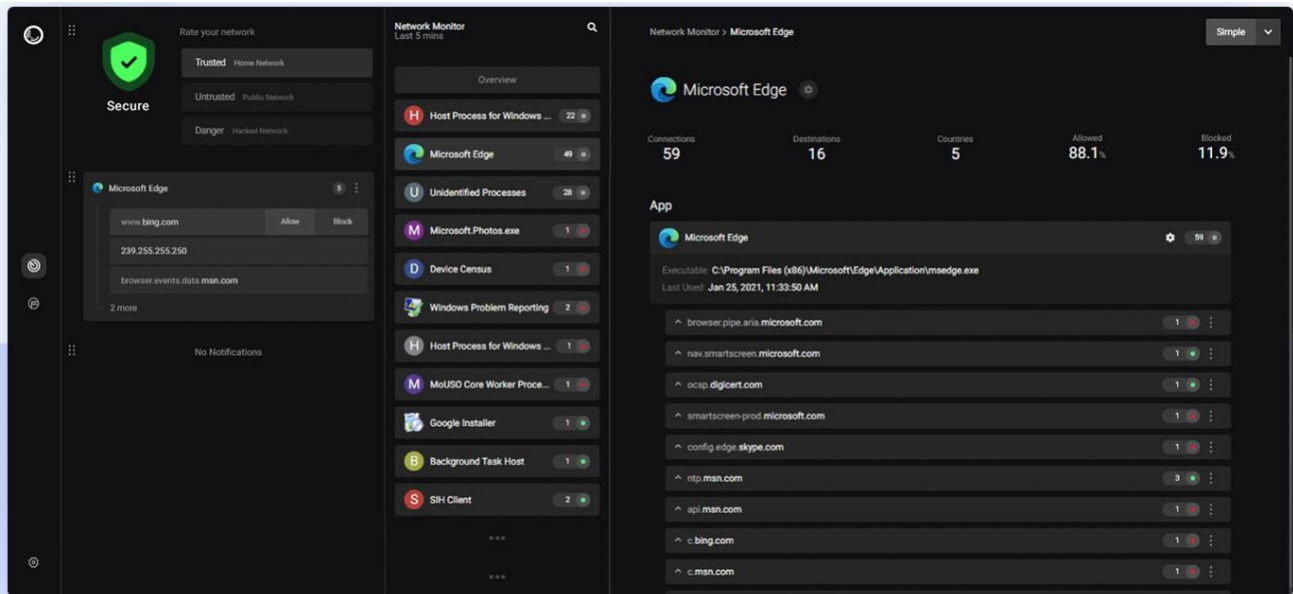 Rate your network
Trusted Home Network
Secure
Untrusted Public Network
Danger Hacked Network
Microsoft Edge 5
www.bing.com Allow Block
239.255.255.250
browser.events.data.msn.com
2 more
No Notifications
Network Monitor
Last 5 mins
Overview
H Host Process for Windows ... 22
Microsoft Edge 49
U Unidentified Processes 28
M Microsoft.Photos.exe 1
D Device Census 1
Windows Problem Reporting 2
H Host Process for Windows ... 1
M MoUSO Core Worker Proce... 1
Google Installer 1
B Background Task Host 1
S SIH Client 2
Network Monitor > Microsoft Edge
Simple
Microsoft Edge
Connections Destinations Countries Allowed Blocked
59 16 5 88.1% 11.9%
App
Microsoft Edge 59
Executable: C:\Program Files (x86)\Microsoft\Edge\Application\msedge.exe
Last Used: Jan 25, 2021, 11:33:50 AM
browser.pipe.aria.microsoft.com 1
nav.smartscreen.microsoft.com 1
ocsp.digicert.com 1
smartscreen-prod.microsoft.com 1
config.edge.skype.com 1
ntp.msn.com 3
api.msn.com 1
c.bing.com 1
c.msn.com 1